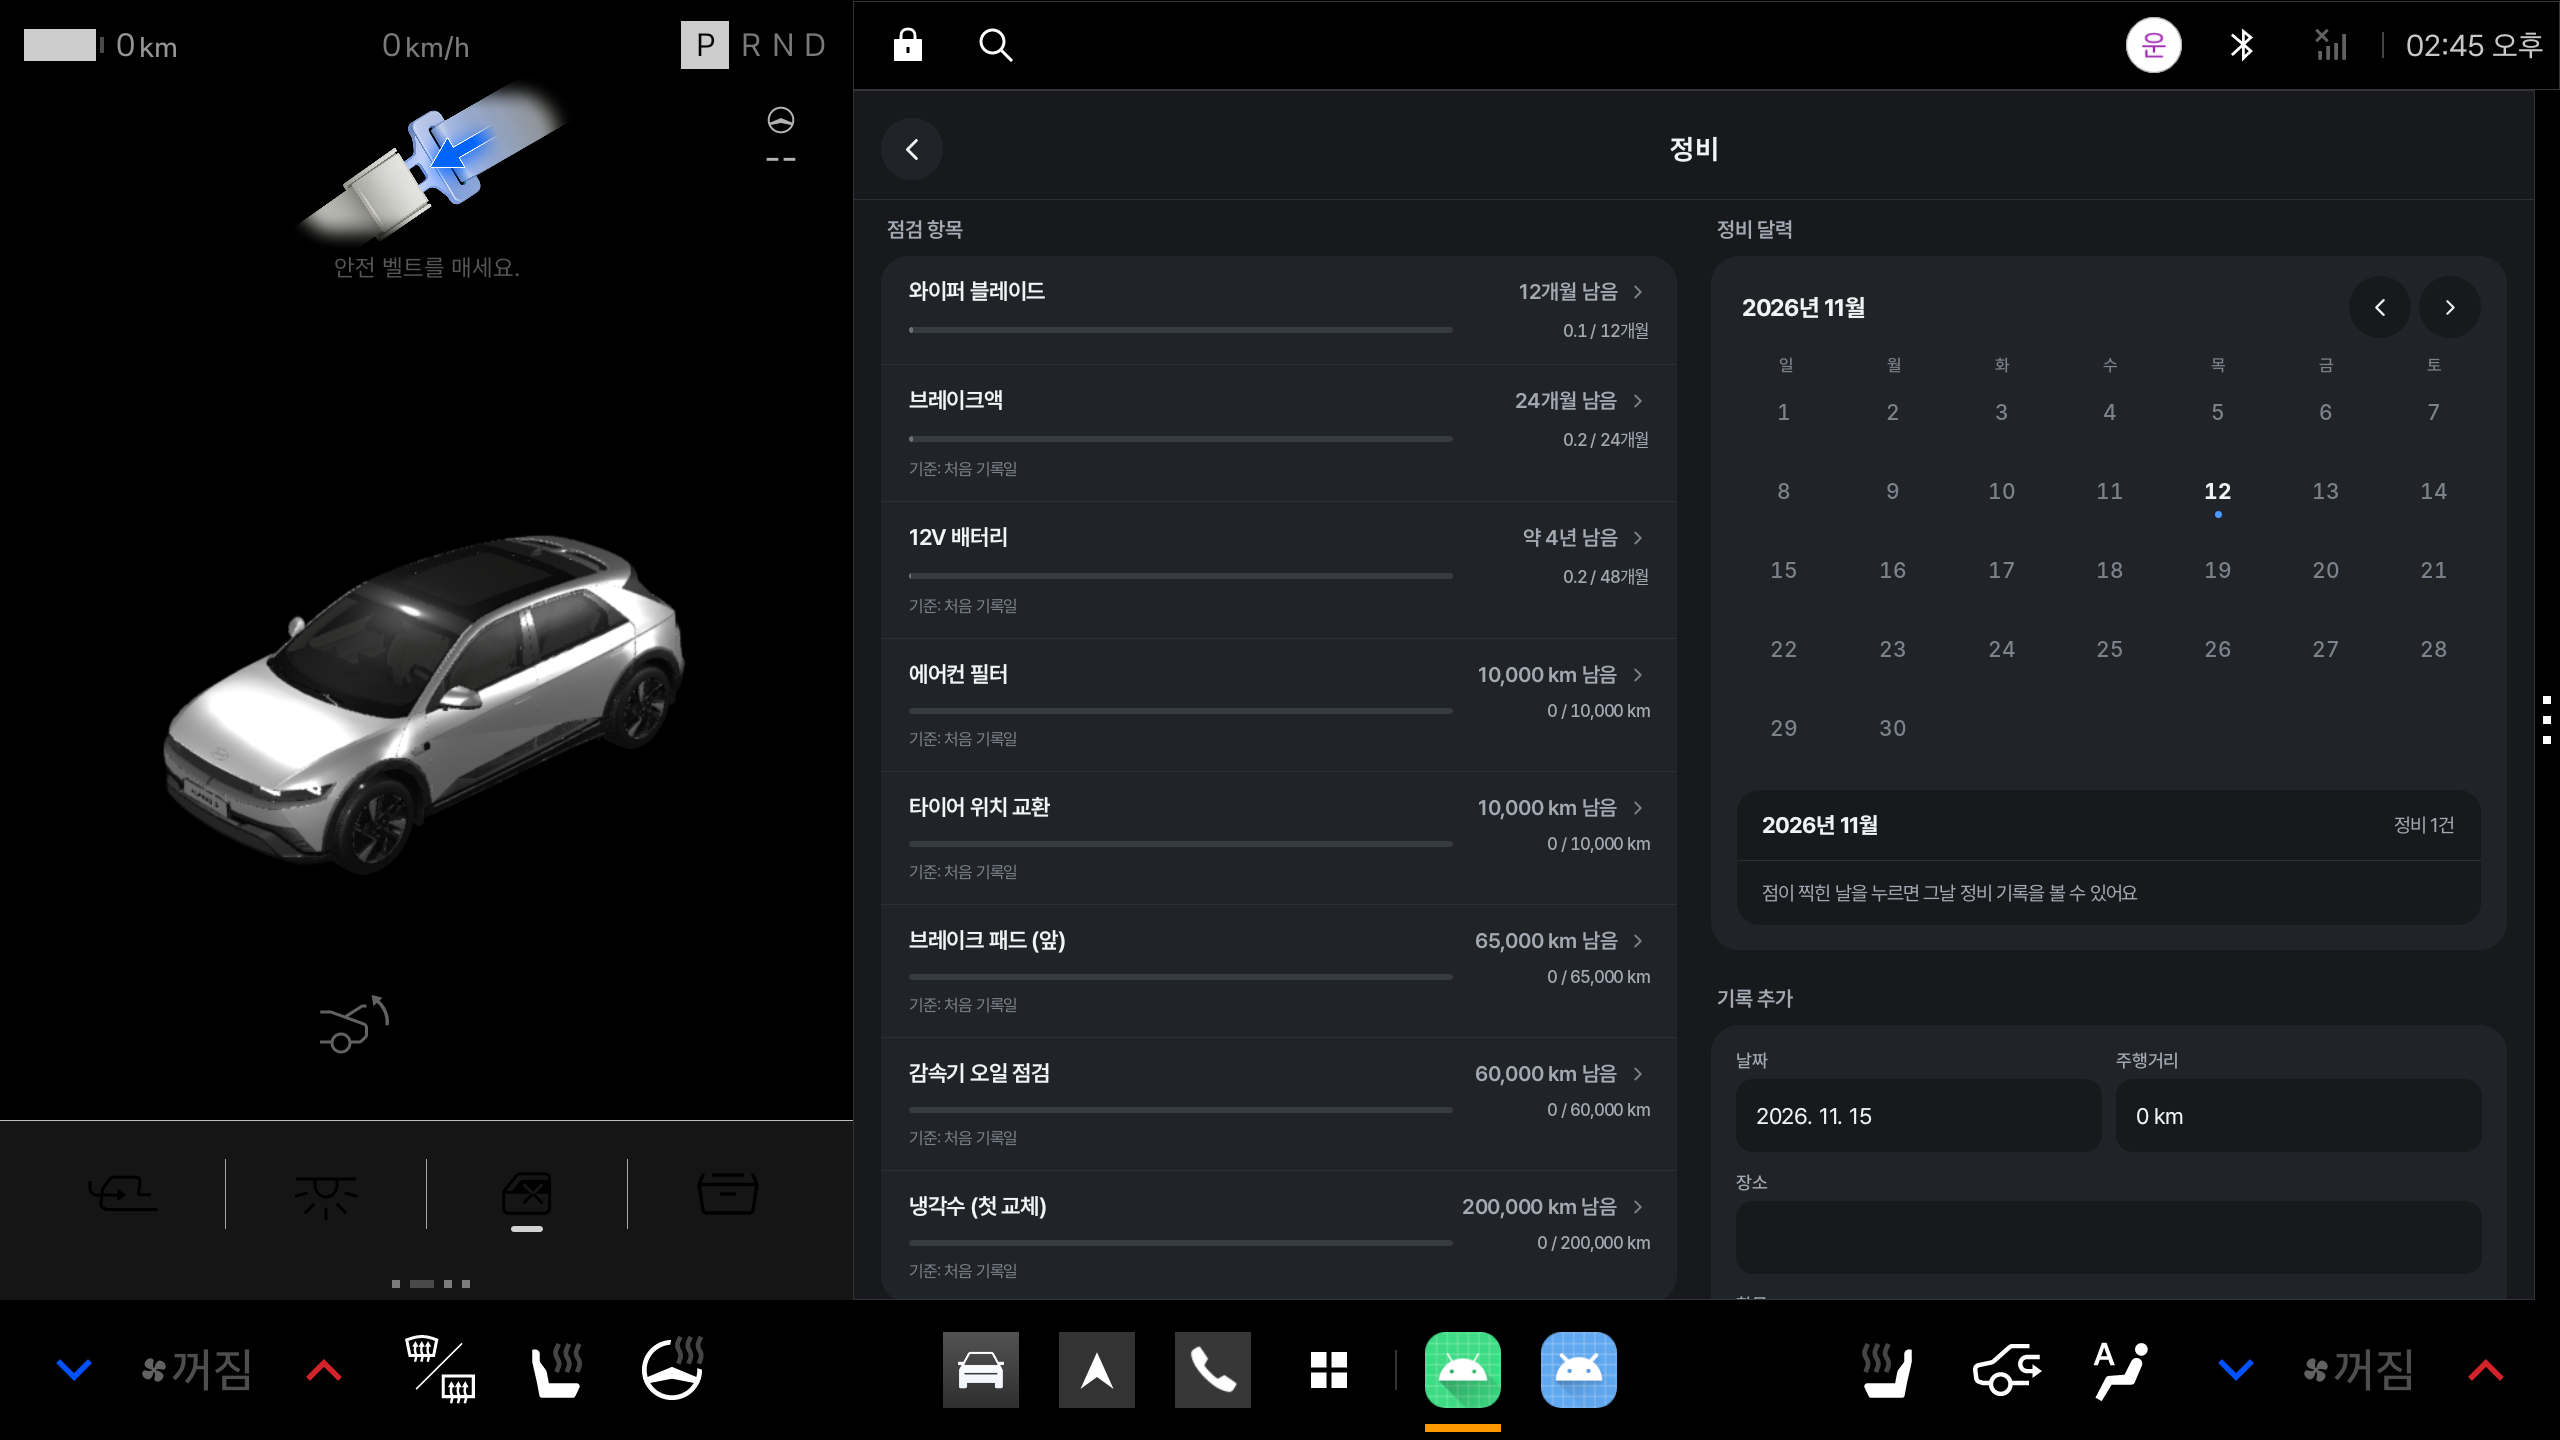 0 km
0 km/h
P R N D
안전 벨트를 매세요.
운
02:45 오후
정비
점검 항목
와이퍼 블레이드
12개월 남음
0.1 / 12개월
브레이크액
24개월 남음
0.2 / 24개월
기준: 처음 기록일
12V 배터리
약 4년 남음
0.2 / 48개월
기준: 처음 기록일
에어컨 필터
10,000 km 남음
0 / 10,000 km
기준: 처음 기록일
타이어 위치 교환
10,000 km 남음
0 / 10,000 km
기준: 처음 기록일
브레이크 패드 (앞)
65,000 km 남음
0 / 65,000 km
기준: 처음 기록일
감속기 오일 점검
60,000 km 남음
0 / 60,000 km
기준: 처음 기록일
냉각수 (첫 교체)
200,000 km 남음
0 / 200,000 km
기준: 처음 기록일
정비 달력
2026년 11월
일 월 화 수 목 금 토
1 2 3 4 5 6 7
8 9 10 11 12 13 14
15 16 17 18 19 20 21
22 23 24 25 26 27 28
29 30
2026년 11월
정비 1건
점이 찍힌 날을 누르면 그날 정비 기록을 볼 수 있어요
기록 추가
날짜
주행거리
2026. 11. 15
0 km
장소
꺼짐
A
꺼짐